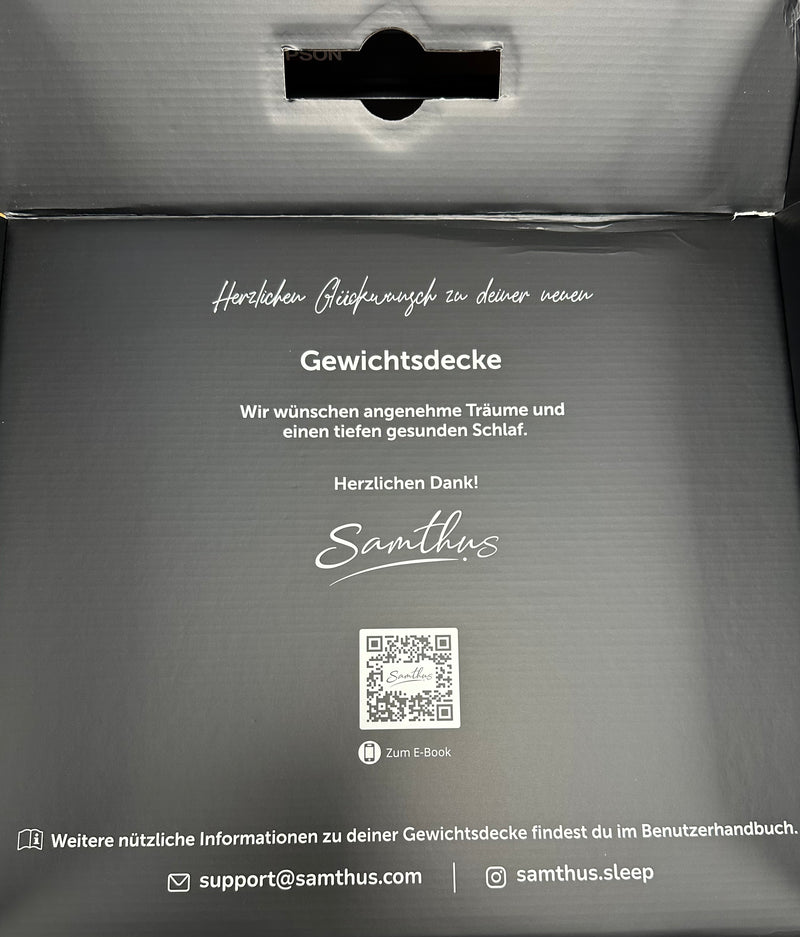 PSON
Herzlichen Glückwunsch zu deiner neuen
Gewichtsdecke
Wir wünschen angenehme Träume und
einen tiefen gesunden Schlaf.
Herzlichen Dank!
Samthus
Samthus
Zum E-Book
Weitere nützliche Informationen zu deiner Gewichtsdecke findest du im Benutzerhandbuch.
support@samthus.com | samthus.sleep